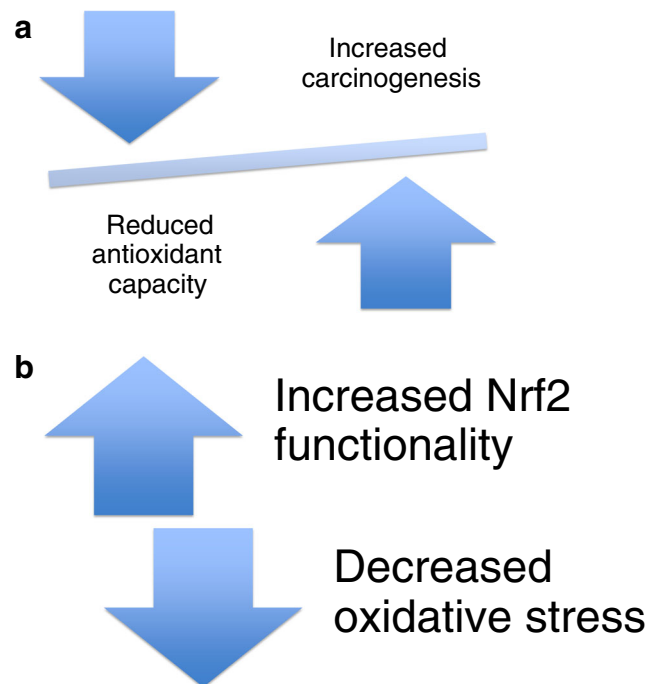 a
Increased
carcinogenesis
Reduced
antioxidant
capacity
b
Increased Nrf2
functionality
Decreased
oxidative stress